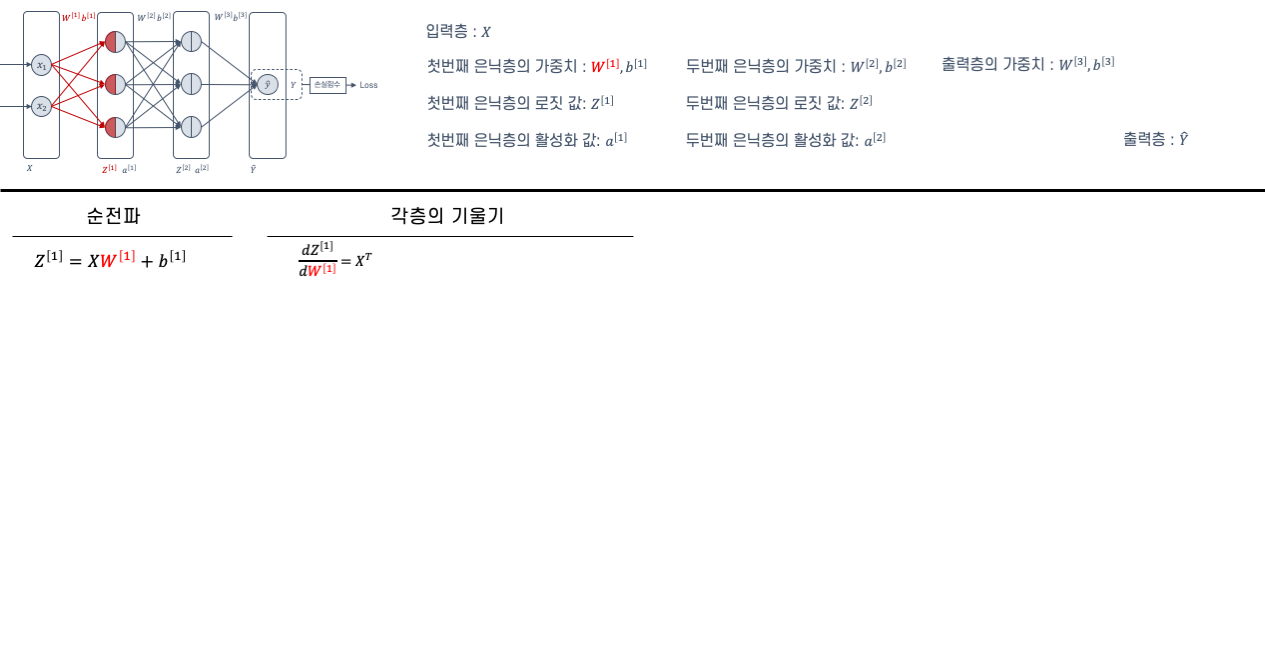 W[1] b[1] W[2] b[2] W[3] b[3]
x₁
x₂
ŷ
Y
손실함수
Loss
X Z[1] a[1] Z[2] a[2] Ŷ
입력층 : X
첫번째 은닉층의 가중치 : W[1], b[1]
두번째 은닉층의 가중치 : W[2], b[2]
출력층의 가중치 : W[3], b[3]
첫번째 은닉층의 로짓 값: Z[1]
두번째 은닉층의 로짓 값: Z[2]
첫번째 은닉층의 활성화 값: a[1]
두번째 은닉층의 활성화 값: a[2]
출력층 : Ŷ
순전파
각층의 기울기
Z[1] = XW[1] + b[1]
dZ[1]
dW[1] = Xᵀ